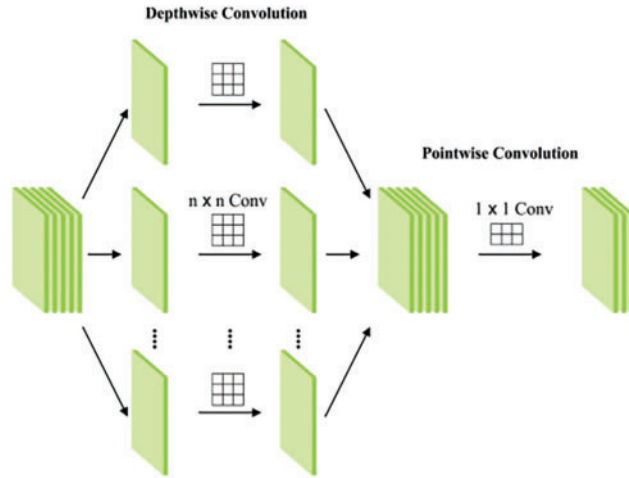 Depthwise Convolution
Pointwise Convolution
n x n Conv
1 x 1 Conv